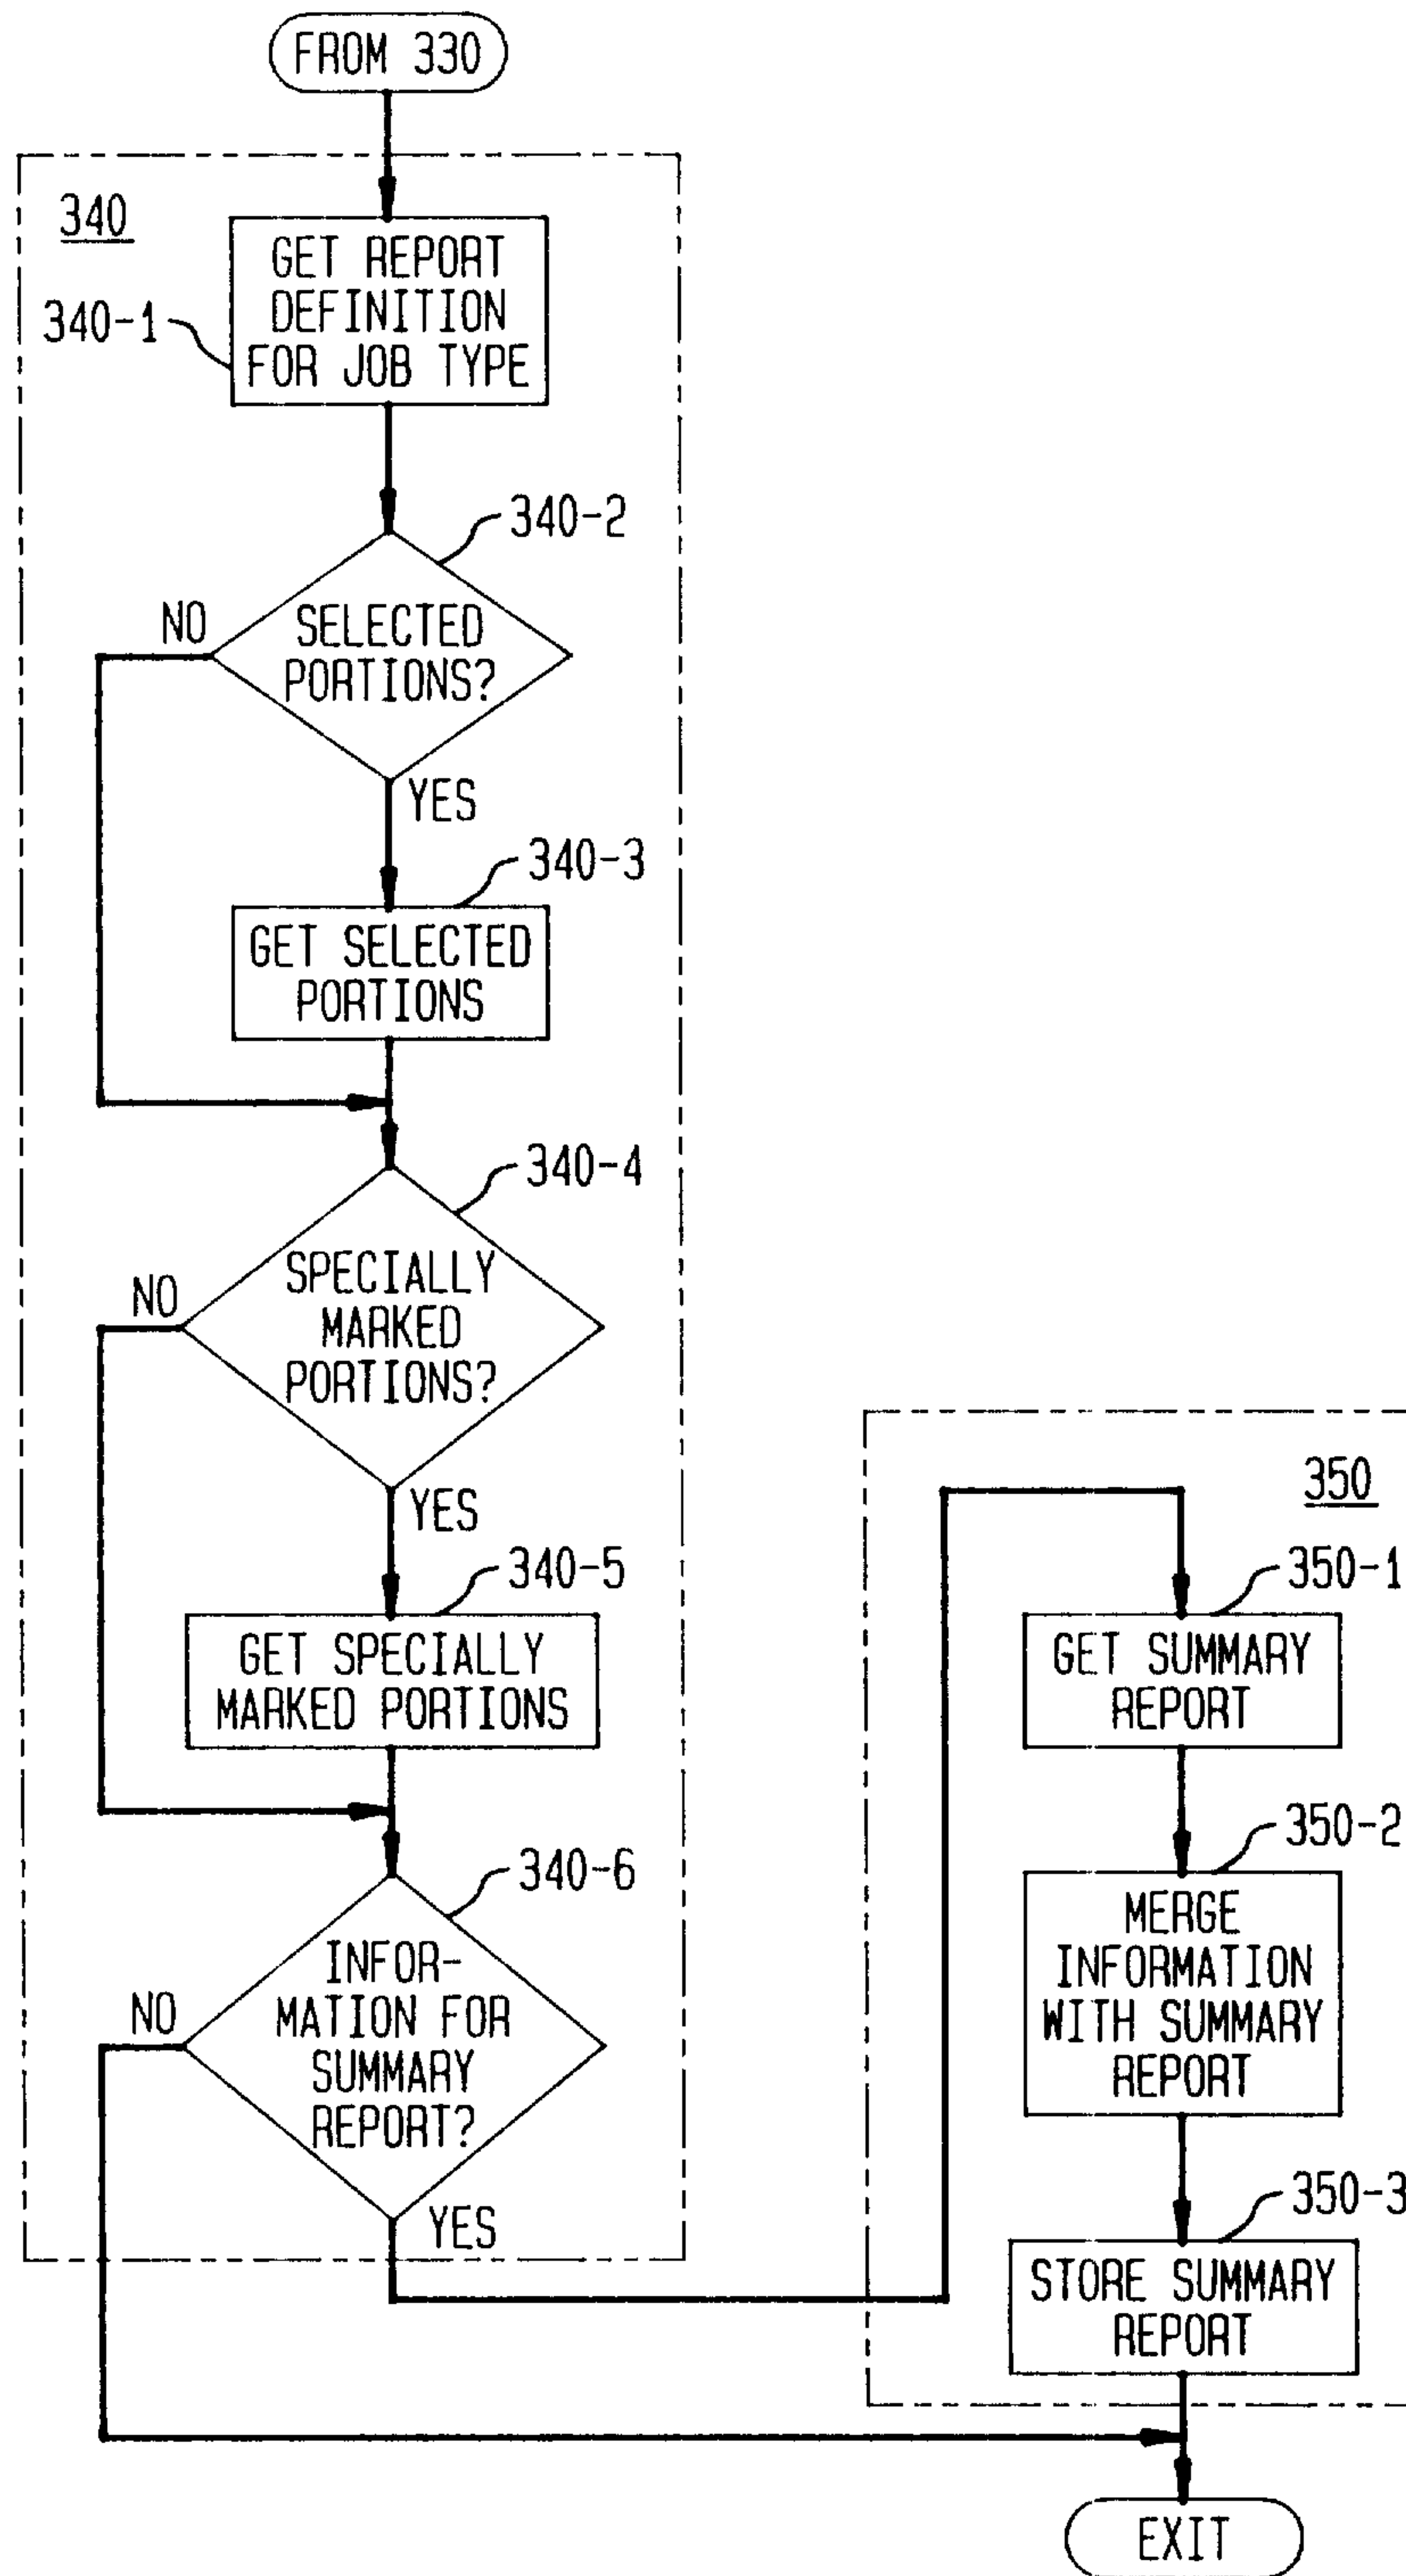 FROM 330
340
GET REPORT
DEFINITION
FOR JOB TYPE
340-1
340-2
NO
SELECTED
PORTIONS?
YES
340-3
GET SELECTED
PORTIONS
340-4
NO
SPECIALLY
MARKED
PORTIONS?
YES
340-5
GET SPECIALLY
MARKED PORTIONS
340-6
NO
INFOR-
MATION FOR
SUMMARY
REPORT?
YES
350
350-1
GET SUMMARY
REPORT
350-2
MERGE
INFORMATION
WITH SUMMARY
REPORT
350-3
STORE SUMMARY
REPORT
EXIT